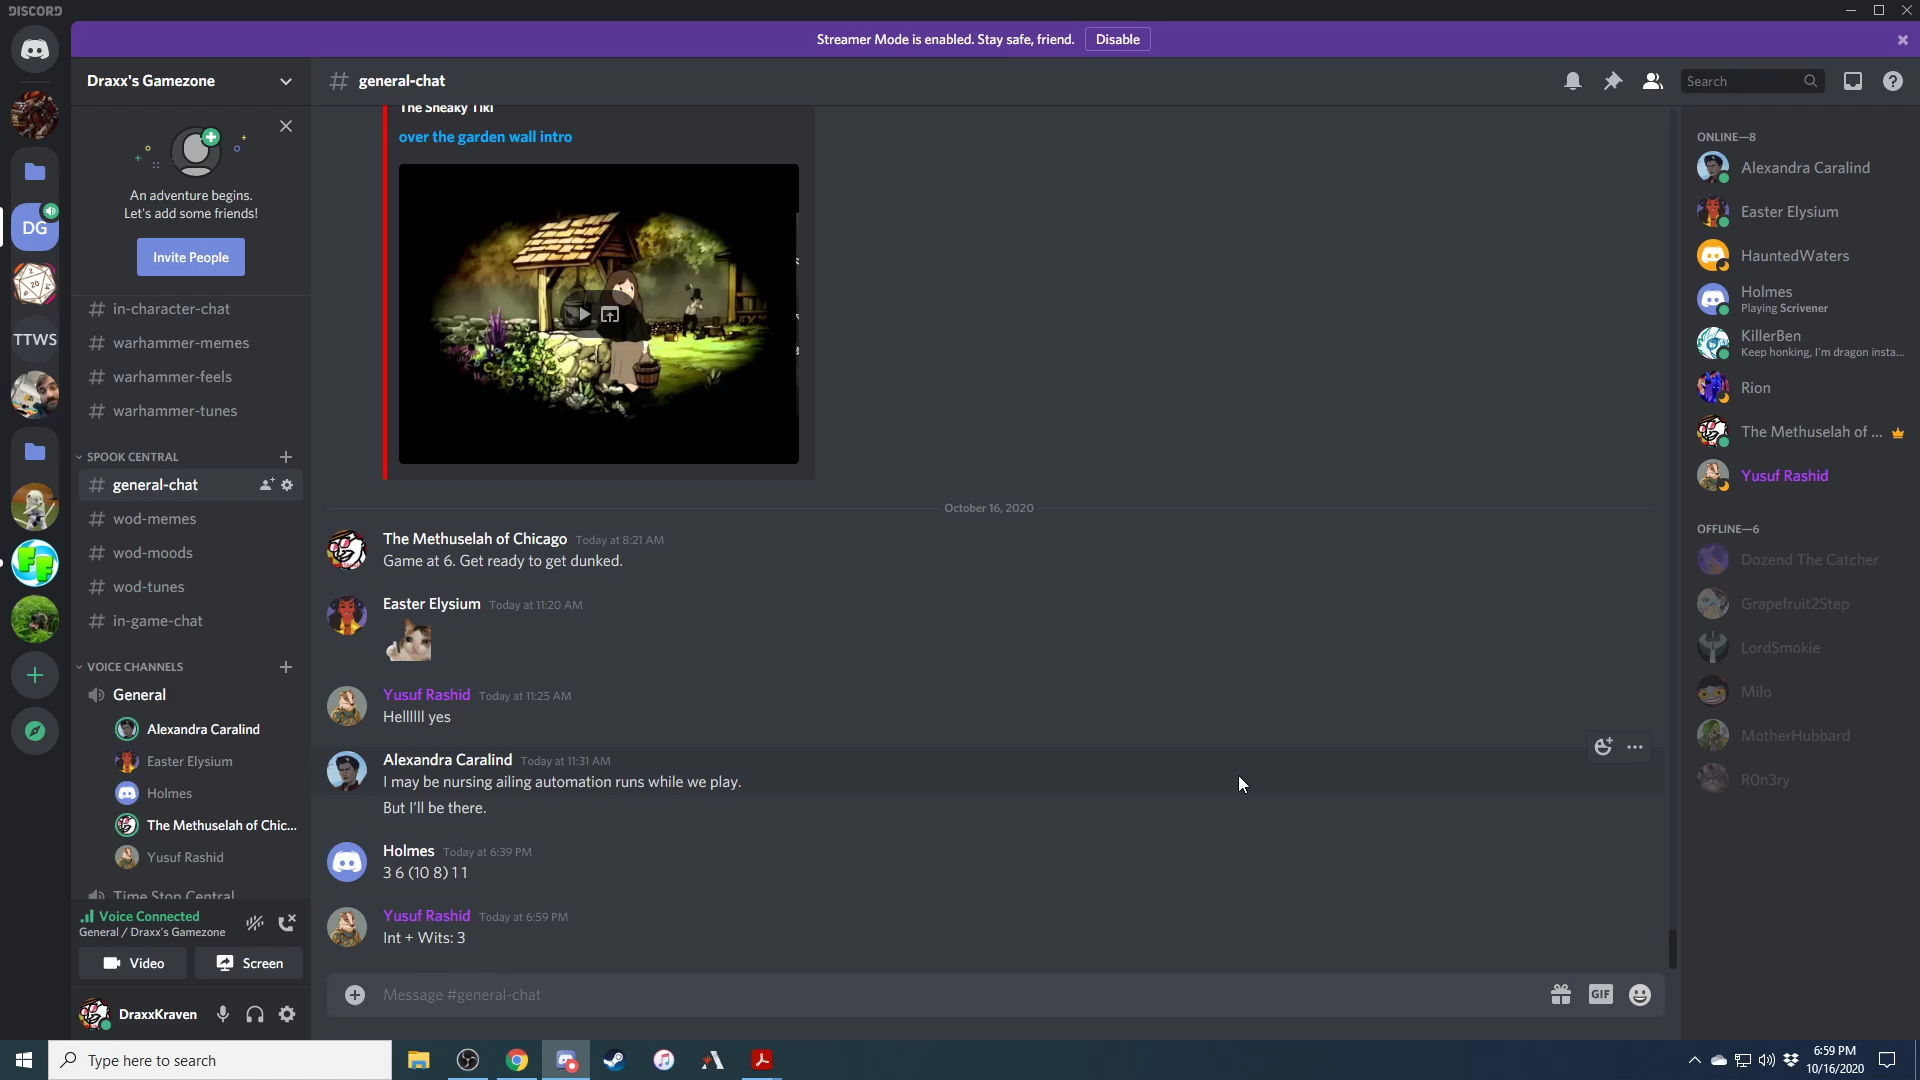 DISCORD
Streamer Mode is enabled. Stay safe, friend.
Disable
Draxx's Gamezone
general-chat
Search
An adventure begins.
Let's add some friends!
Invite People
DG
TTWS
20
FF
in-character-chat
warhammer-memes
warhammer-feels
warhammer-tunes
SPOOK CENTRAL
general-chat
wod-memes
wod-moods
wod-tunes
in-game-chat
VOICE CHANNELS
General
Alexandra Caralind
Easter Elysium
Holmes
The Methuselah of Chic...
Yusuf Rashid
Time Stop Central
Voice Connected
General / Draxx's Gamezone
Video
Screen
DraxxKraven
The Sneaky Tiki
over the garden wall intro
October 16, 2020
The Methuselah of Chicago Today at 8:21 AM
Game at 6. Get ready to get dunked.
Easter Elysium Today at 11:20 AM
Yusuf Rashid Today at 11:25 AM
Hellllll yes
Alexandra Caralind Today at 11:31 AM
I may be nursing ailing automation runs while we play.
But I'll be there.
Holmes Today at 6:39 PM
3 6 (10 8) 1 1
Yusuf Rashid Today at 6:59 PM
Int + Wits: 3
Message #general-chat
GIF
ONLINE—8
Alexandra Caralind
Easter Elysium
HauntedWaters
Holmes
Playing Scrivener
KillerBen
Keep honking, I'm dragon insta...
Rion
The Methuselah of ...
Yusuf Rashid
OFFLINE—6
Dozend The Catcher
Grapefruit2Step
LordSmokie
Milo
MotherHubbard
R0n3ry
Type here to search
6:59 PM
10/16/2020